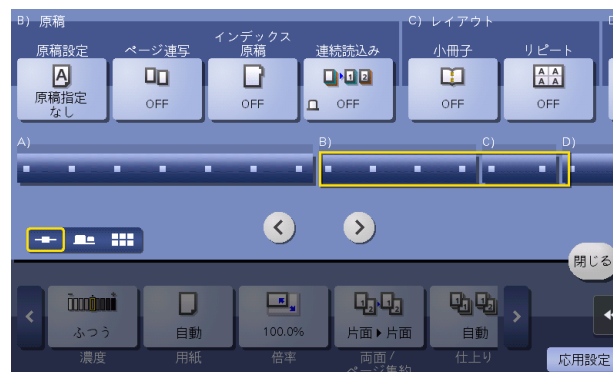 B) 原稿
C) レイアウト
D
原稿設定
ページ連写
インデックス
原稿
連続読込み
小冊子
リピート
A
原稿指定
なし
OFF
OFF
1 2
OFF
OFF
A A
A A
OFF
A)
B)
C)
D)
閉じる
ふつう
自動
100.0%
片面▶片面
自動
濃度
用紙
倍率
両面/
ページ集約
仕上り
応用設定